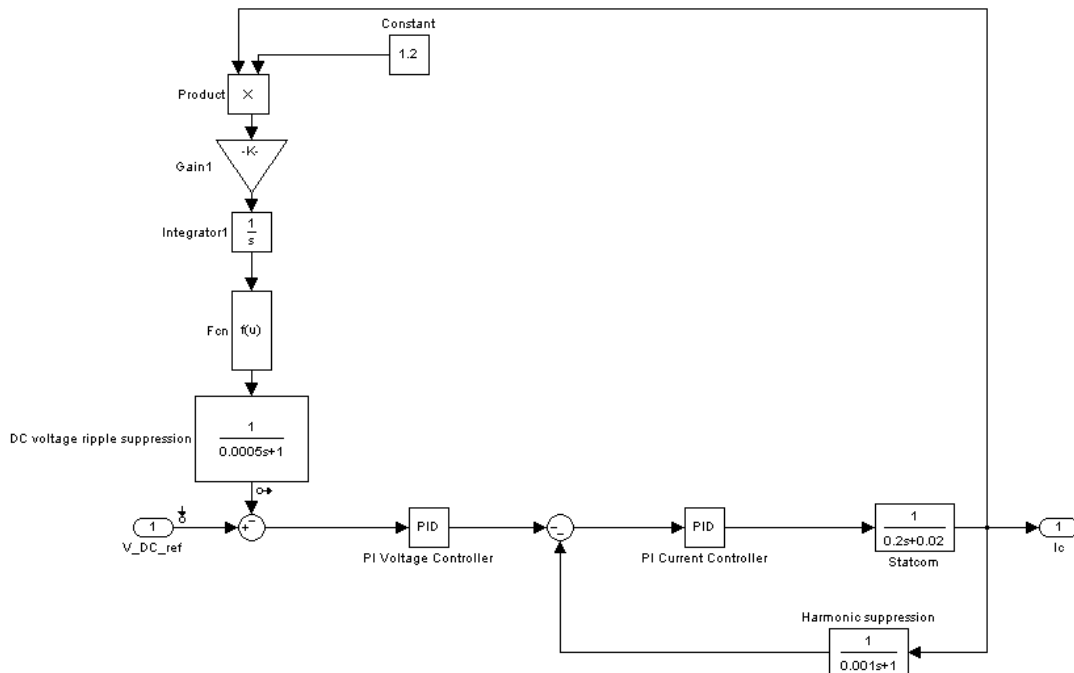 Constant
1.2
Product
×
-K-
Gain1
1
s
Integrator1
Fcn
f(u)
DC voltage ripple suppression
1
0.0005s+1
1
V_DC_ref
+
−
PID
PI Voltage Controller
−
−
PID
PI Current Controller
1
0.2s+0.02
Statcom
1
Ic
Harmonic suppression
1
0.001s+1